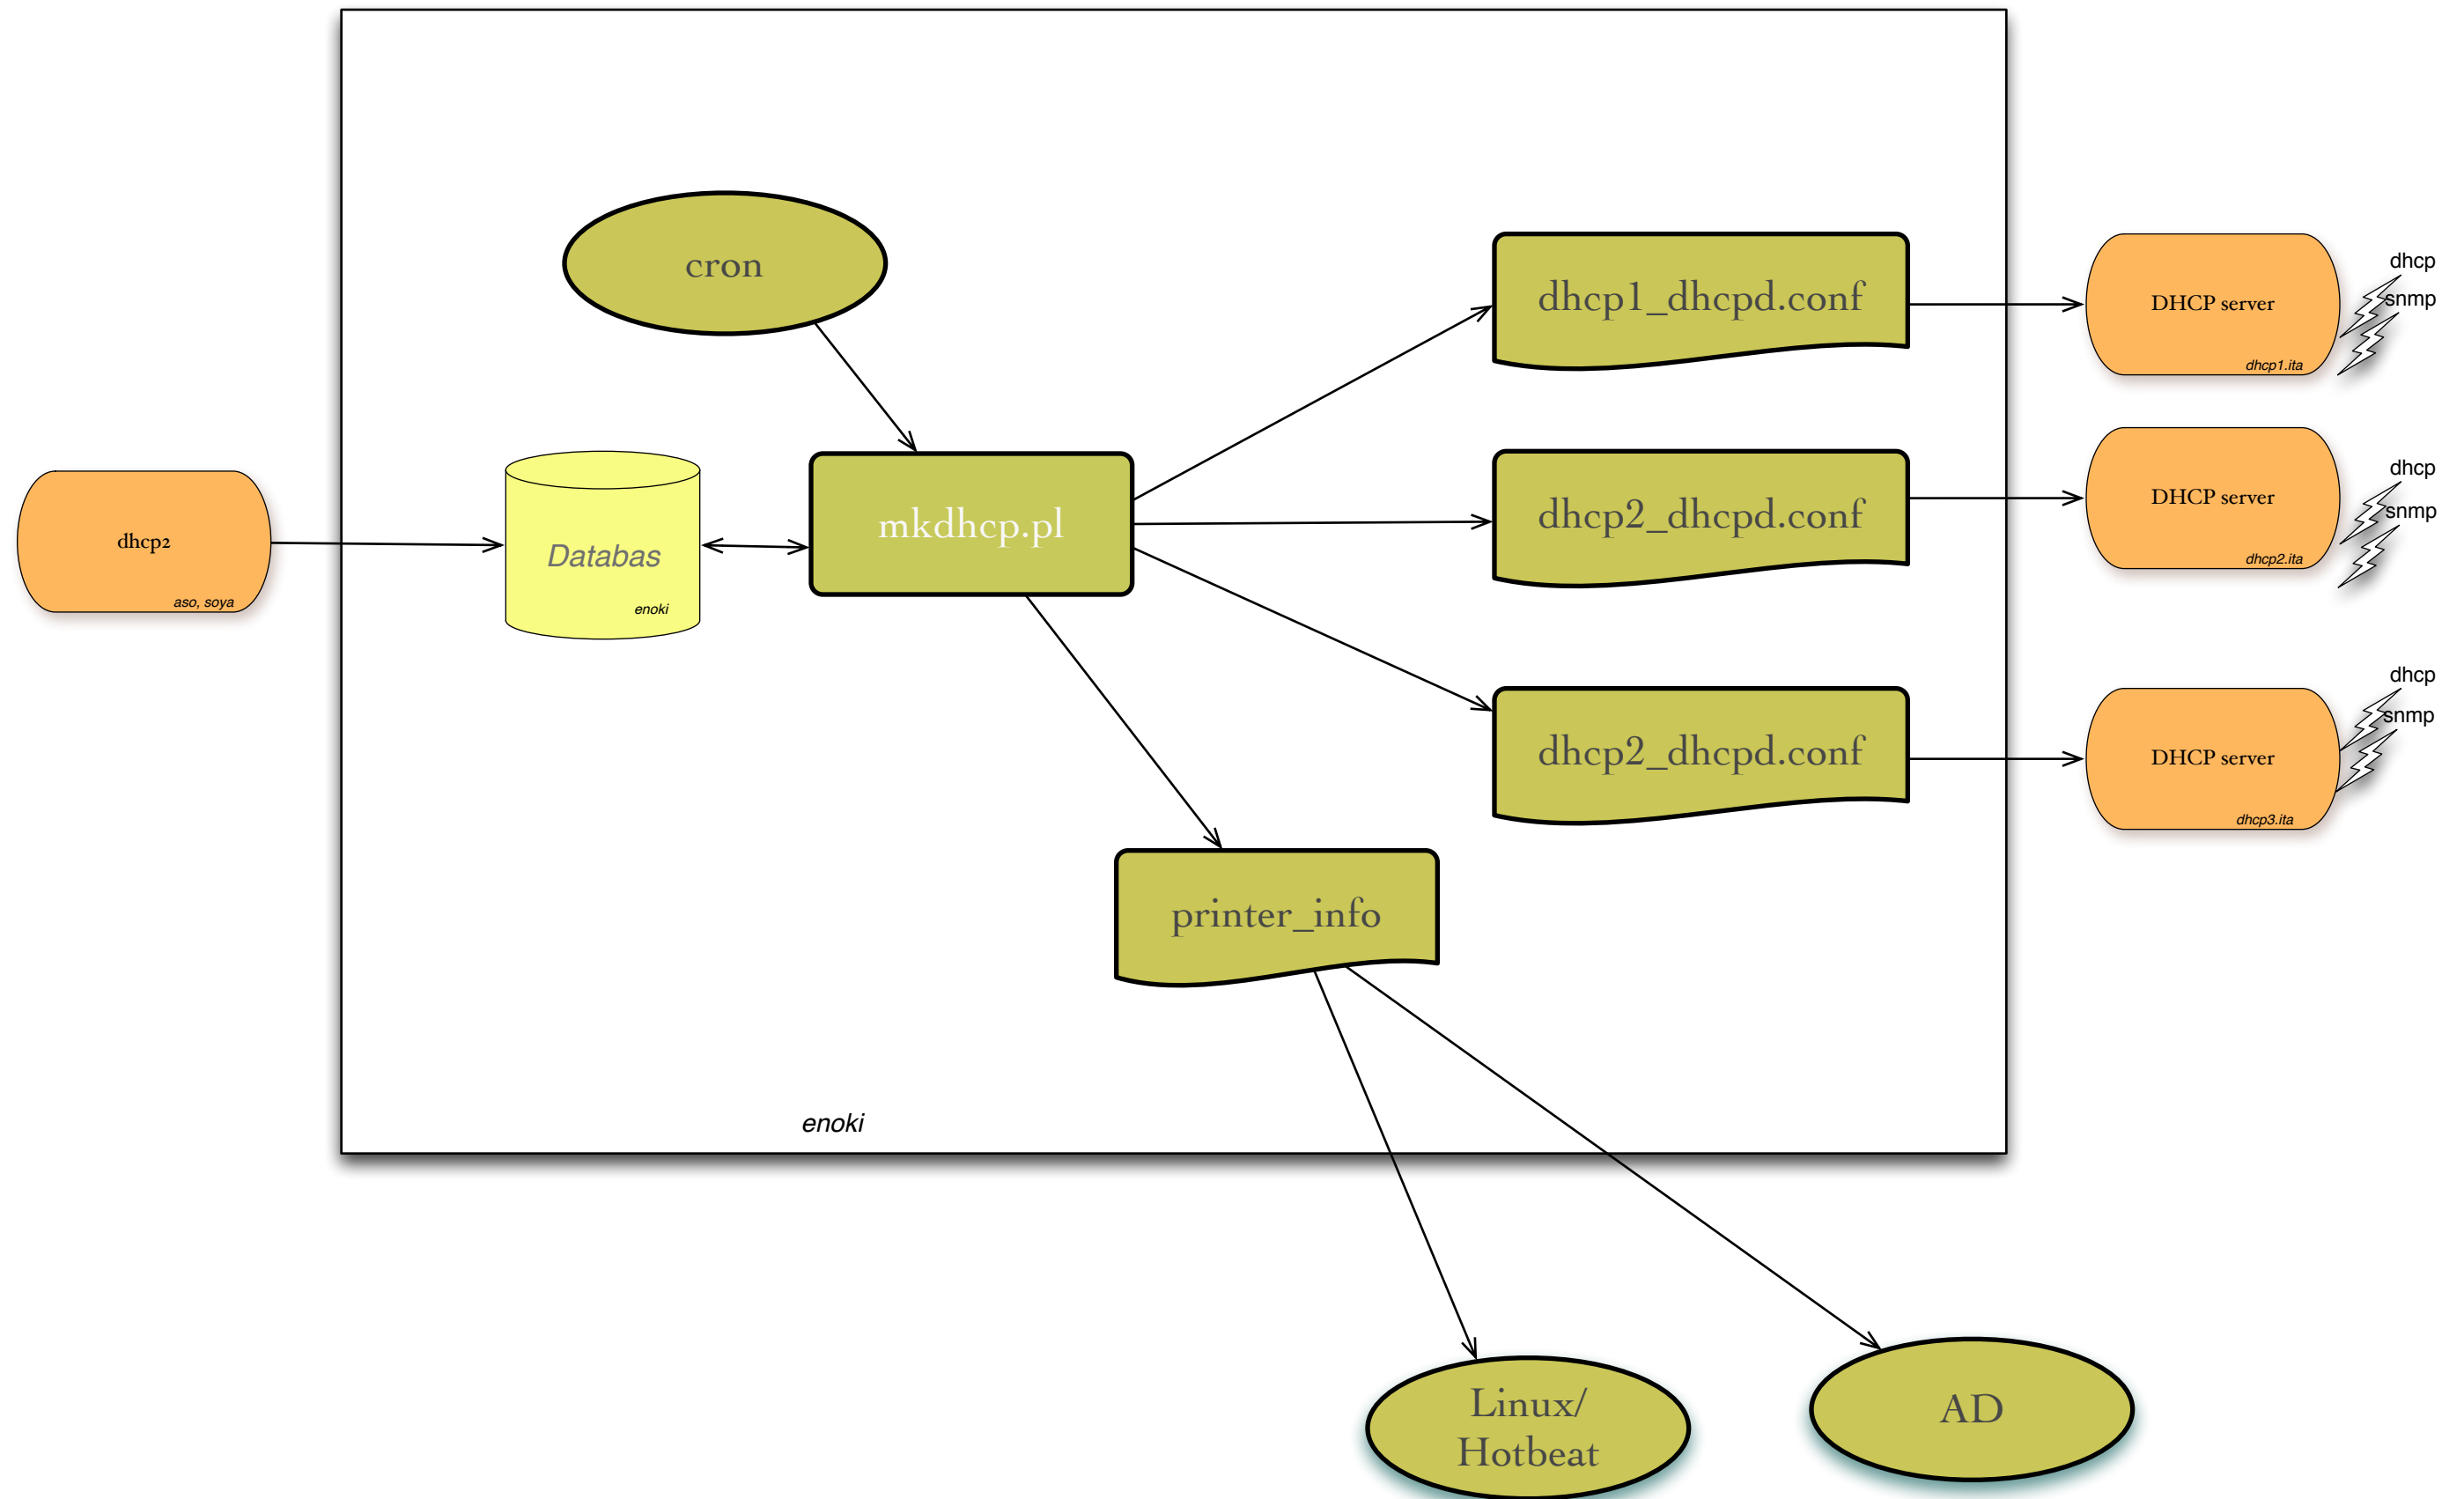 cron
dhcp1_dhcpd.conf
DHCP server
dhcp1.ita
dhcp
snmp
dhcp2
aso, soya
Databas
enoki
mkdhcp.pl
dhcp2_dhcpd.conf
DHCP server
dhcp2.ita
dhcp
snmp
dhcp2_dhcpd.conf
DHCP server
dhcp3.ita
dhcp
snmp
printer_info
enoki
Linux/
Hotbeat
AD